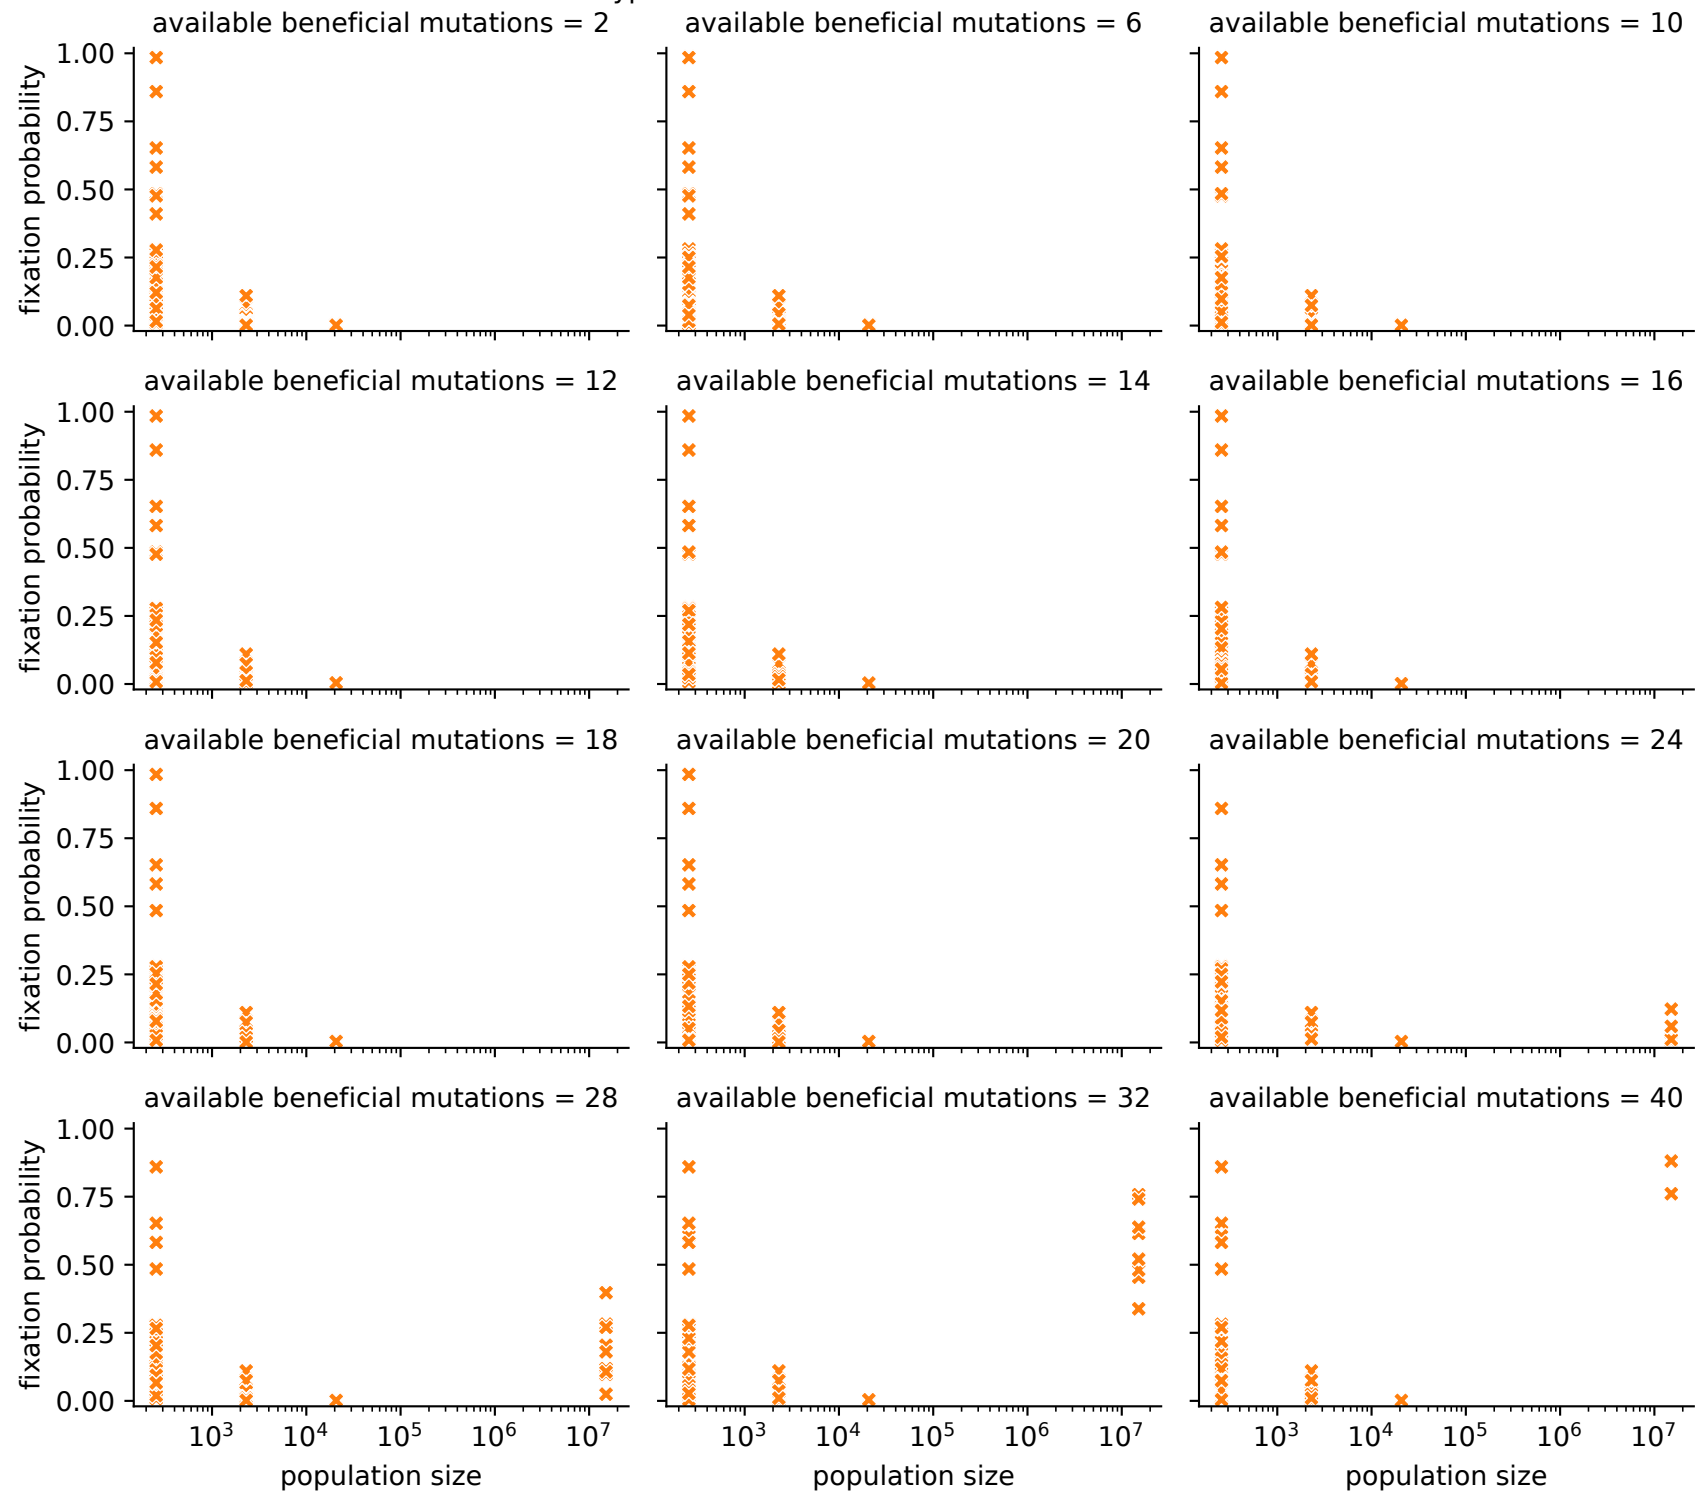 available beneficial mutations = 2
available beneficial mutations = 6
available beneficial mutations = 10
fixation probability
1.00
0.75
0.50
0.25
0.00
available beneficial mutations = 12
available beneficial mutations = 14
available beneficial mutations = 16
fixation probability
1.00
0.75
0.50
0.25
0.00
available beneficial mutations = 18
available beneficial mutations = 20
available beneficial mutations = 24
fixation probability
1.00
0.75
0.50
0.25
0.00
available beneficial mutations = 28
available beneficial mutations = 32
available beneficial mutations = 40
fixation probability
1.00
0.75
0.50
0.25
0.00
10³ 10⁴ 10⁵ 10⁶ 10⁷
10³ 10⁴ 10⁵ 10⁶ 10⁷
10³ 10⁴ 10⁵ 10⁶ 10⁷
population size
population size
population size